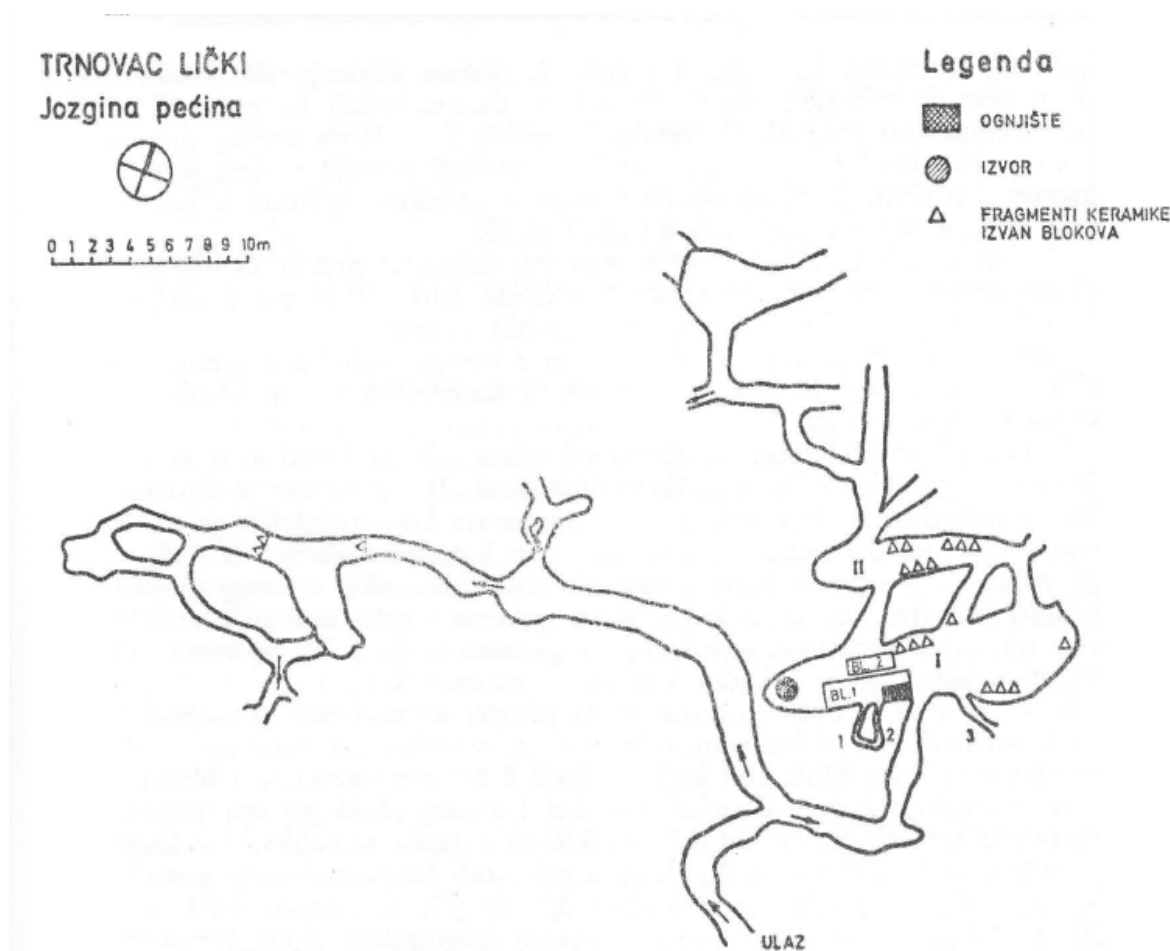 TRNOVAC LIČKI
Jozgina pećina
0 1 2 3 4 5 6 7 8 9 10m
Legenda
OGNJIŠTE
IZVOR
FRAGMENTI KERAMIKE
IZVAN BLOKOVA
II
I
BL. 2
BL.1
1
2
3
ULAZ